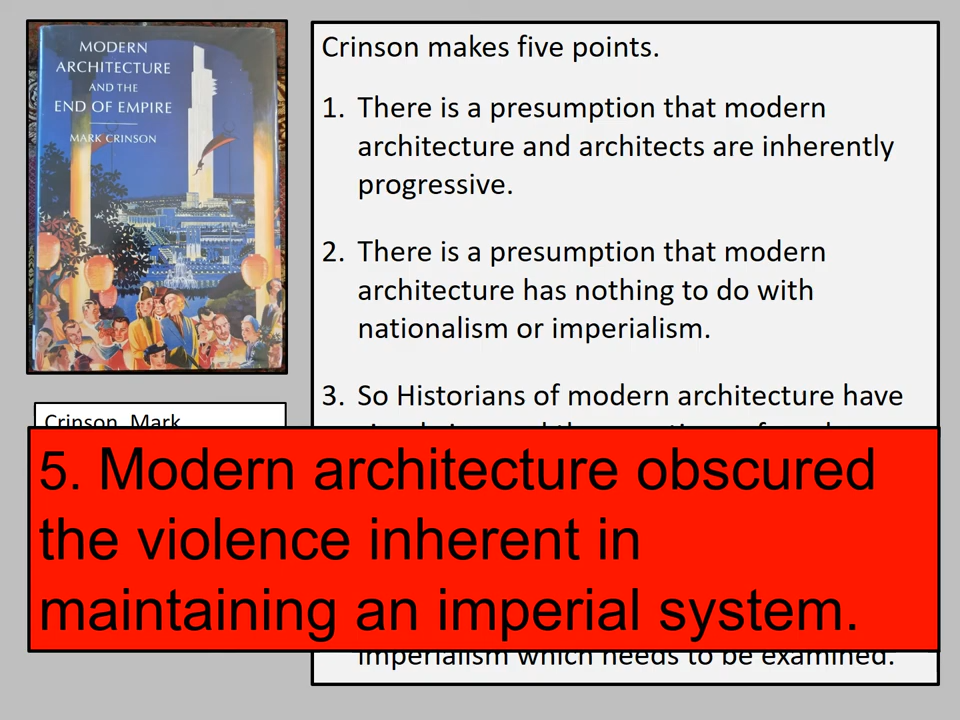 MODERN
ARCHITECTURE
AND THE
END OF EMPIRE
MARK CRINSON
Crinson, Mark
Crinson makes five points.
1. There is a presumption that modern
architecture and architects are inherently
progressive.
2. There is a presumption that modern
architecture has nothing to do with
nationalism or imperialism.
3. So Historians of modern architecture have
5. Modern architecture obscured
the violence inherent in
maintaining an imperial system.
imperialism which needs to be examined.